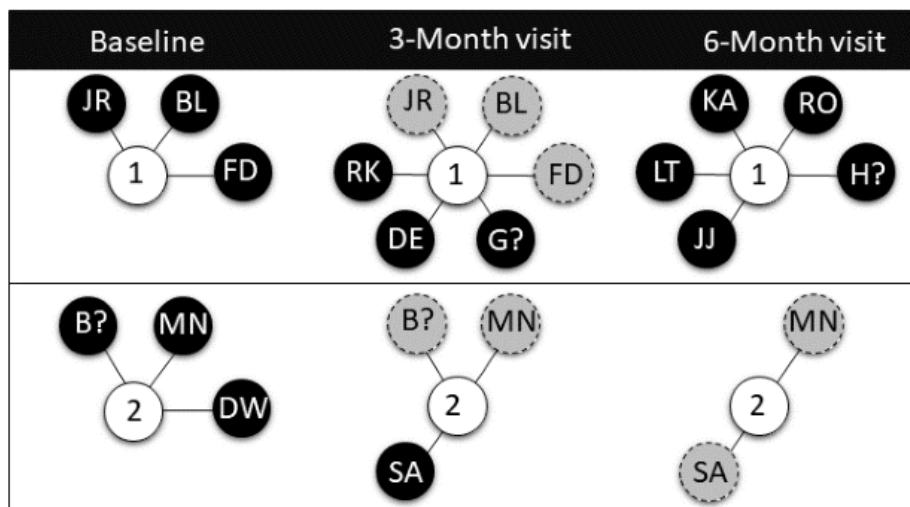 Baseline 3-Month visit 6-Month visit
JR BL JR BL KA RO
1 FD RK 1 FD LT 1 H?
DE G? JJ
B? MN B? MN MN
2 DW 2 2
SA SA